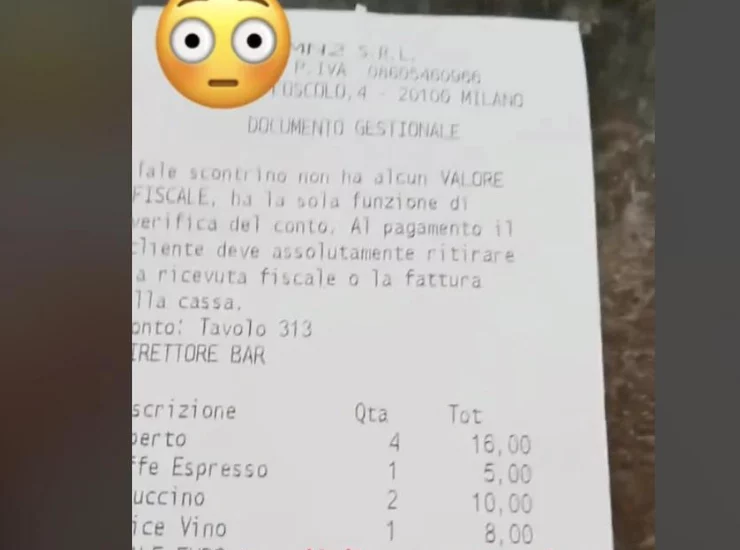 S.R.L.
P.IVA 08605460966
FOSCOLO,4 - 20100 MILANO
DOCUMENTO GESTIONALE
Tale scontrino non ha alcun VALORE
FISCALE, ha la sola funzione di
verifica del conto. Al pagamento il
cliente deve assolutamente ritirare
a ricevuta fiscale o la fattura
lla cassa.
onto: Tavolo 313
IRETTORE BAR
scrizione Qta Tot
perto 4 16,00
ffe Espresso 1 5,00
uccino 2 10,00
ice Vino 1 8,00